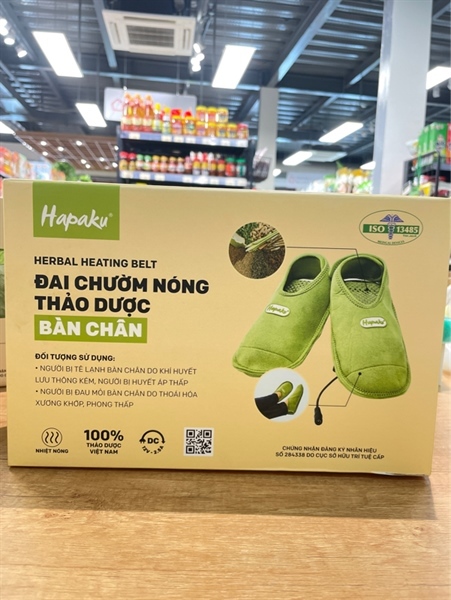 Hapaku®
ISO 13485
HERBAL HEATING BELT
ĐAI CHƯỜM NÓNG
THẢO DƯỢC
BÀN CHÂN
ĐỐI TƯỢNG SỬ DỤNG:
• NGƯỜI BỊ TÊ LẠNH BÀN CHÂN DO KHÍ HUYẾT
LƯU THÔNG KÉM, NGƯỜI BỊ HUYẾT ÁP THẤP
• NGƯỜI BỊ ĐAU MỎI BÀN CHÂN DO THOÁI HÓA
XƯƠNG KHỚP, PHONG THẤP
Hapaku
NHIỆT NÓNG
100%
THẢO DƯỢC
VIỆT NAM
DC
12V - 2.5A
CHỨNG NHẬN ĐĂNG KÝ NHÃN HIỆU
SỐ 284338 DO CỤC SỞ HỮU TRÍ TUỆ CẤP